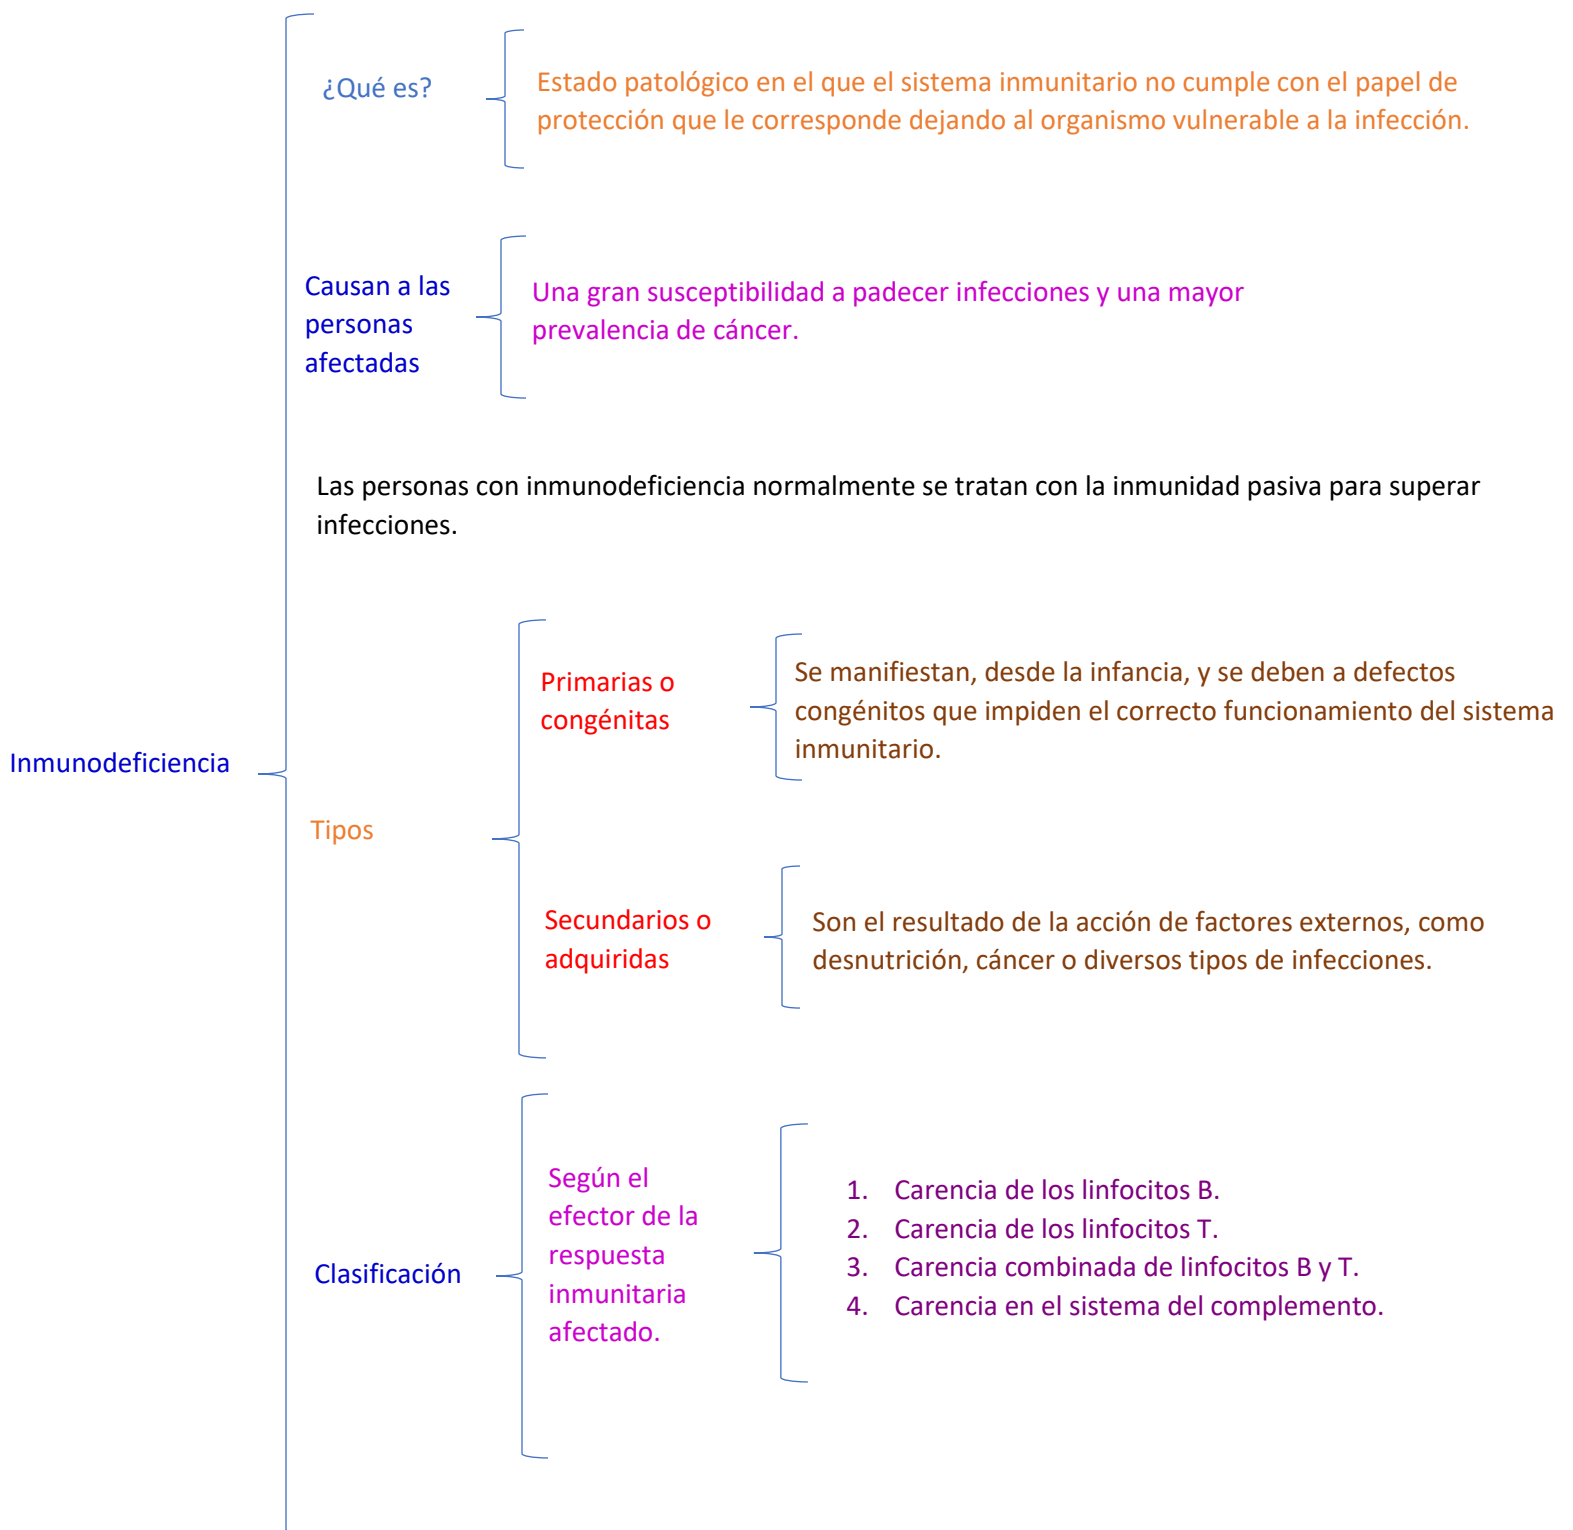 ¿Qué es?
Estado patológico en el que el sistema inmunitario no cumple con el papel de
protección que le corresponde dejando al organismo vulnerable a la infección.
Causan a las
personas
afectadas
Una gran susceptibilidad a padecer infecciones y una mayor
prevalencia de cáncer.
Las personas con inmunodeficiencia normalmente se tratan con la inmunidad pasiva para superar
infecciones.
Inmunodeficiencia
Tipos
Primarias o
congénitas
Se manifiestan, desde la infancia, y se deben a defectos
congénitos que impiden el correcto funcionamiento del sistema
inmunitario.
Secundarios o
adquiridas
Son el resultado de la acción de factores externos, como
desnutrición, cáncer o diversos tipos de infecciones.
Clasificación
Según el
efector de la
respuesta
inmunitaria
afectado.
1. Carencia de los linfocitos B.
2. Carencia de los linfocitos T.
3. Carencia combinada de linfocitos B y T.
4. Carencia en el sistema del complemento.